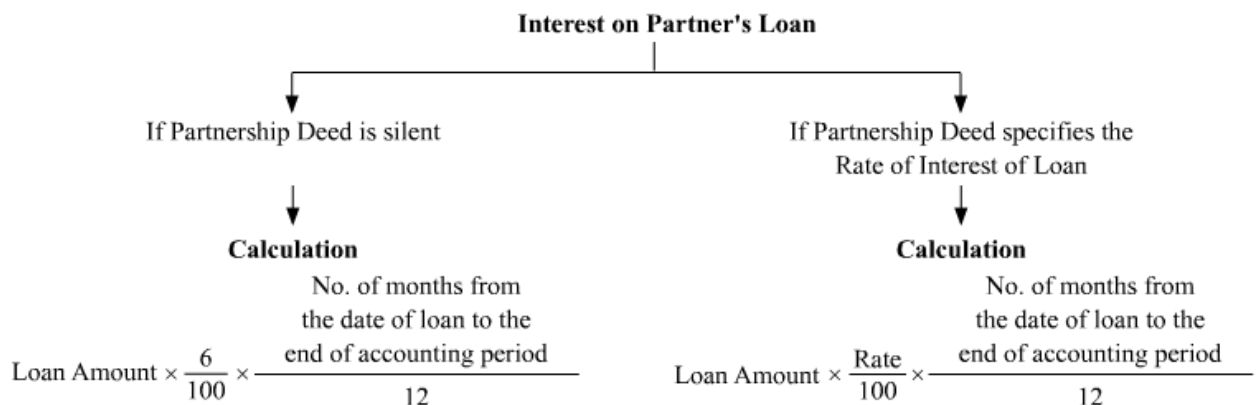 Interest on Partner's Loan
If Partnership Deed is silent
Calculation
No. of months from
the date of loan to the
end of accounting period
Loan Amount × 6/100 ×
12
If Partnership Deed specifies the
Rate of Interest of Loan
Calculation
No. of months from
the date of loan to the
end of accounting period
Loan Amount × Rate/100 ×
12